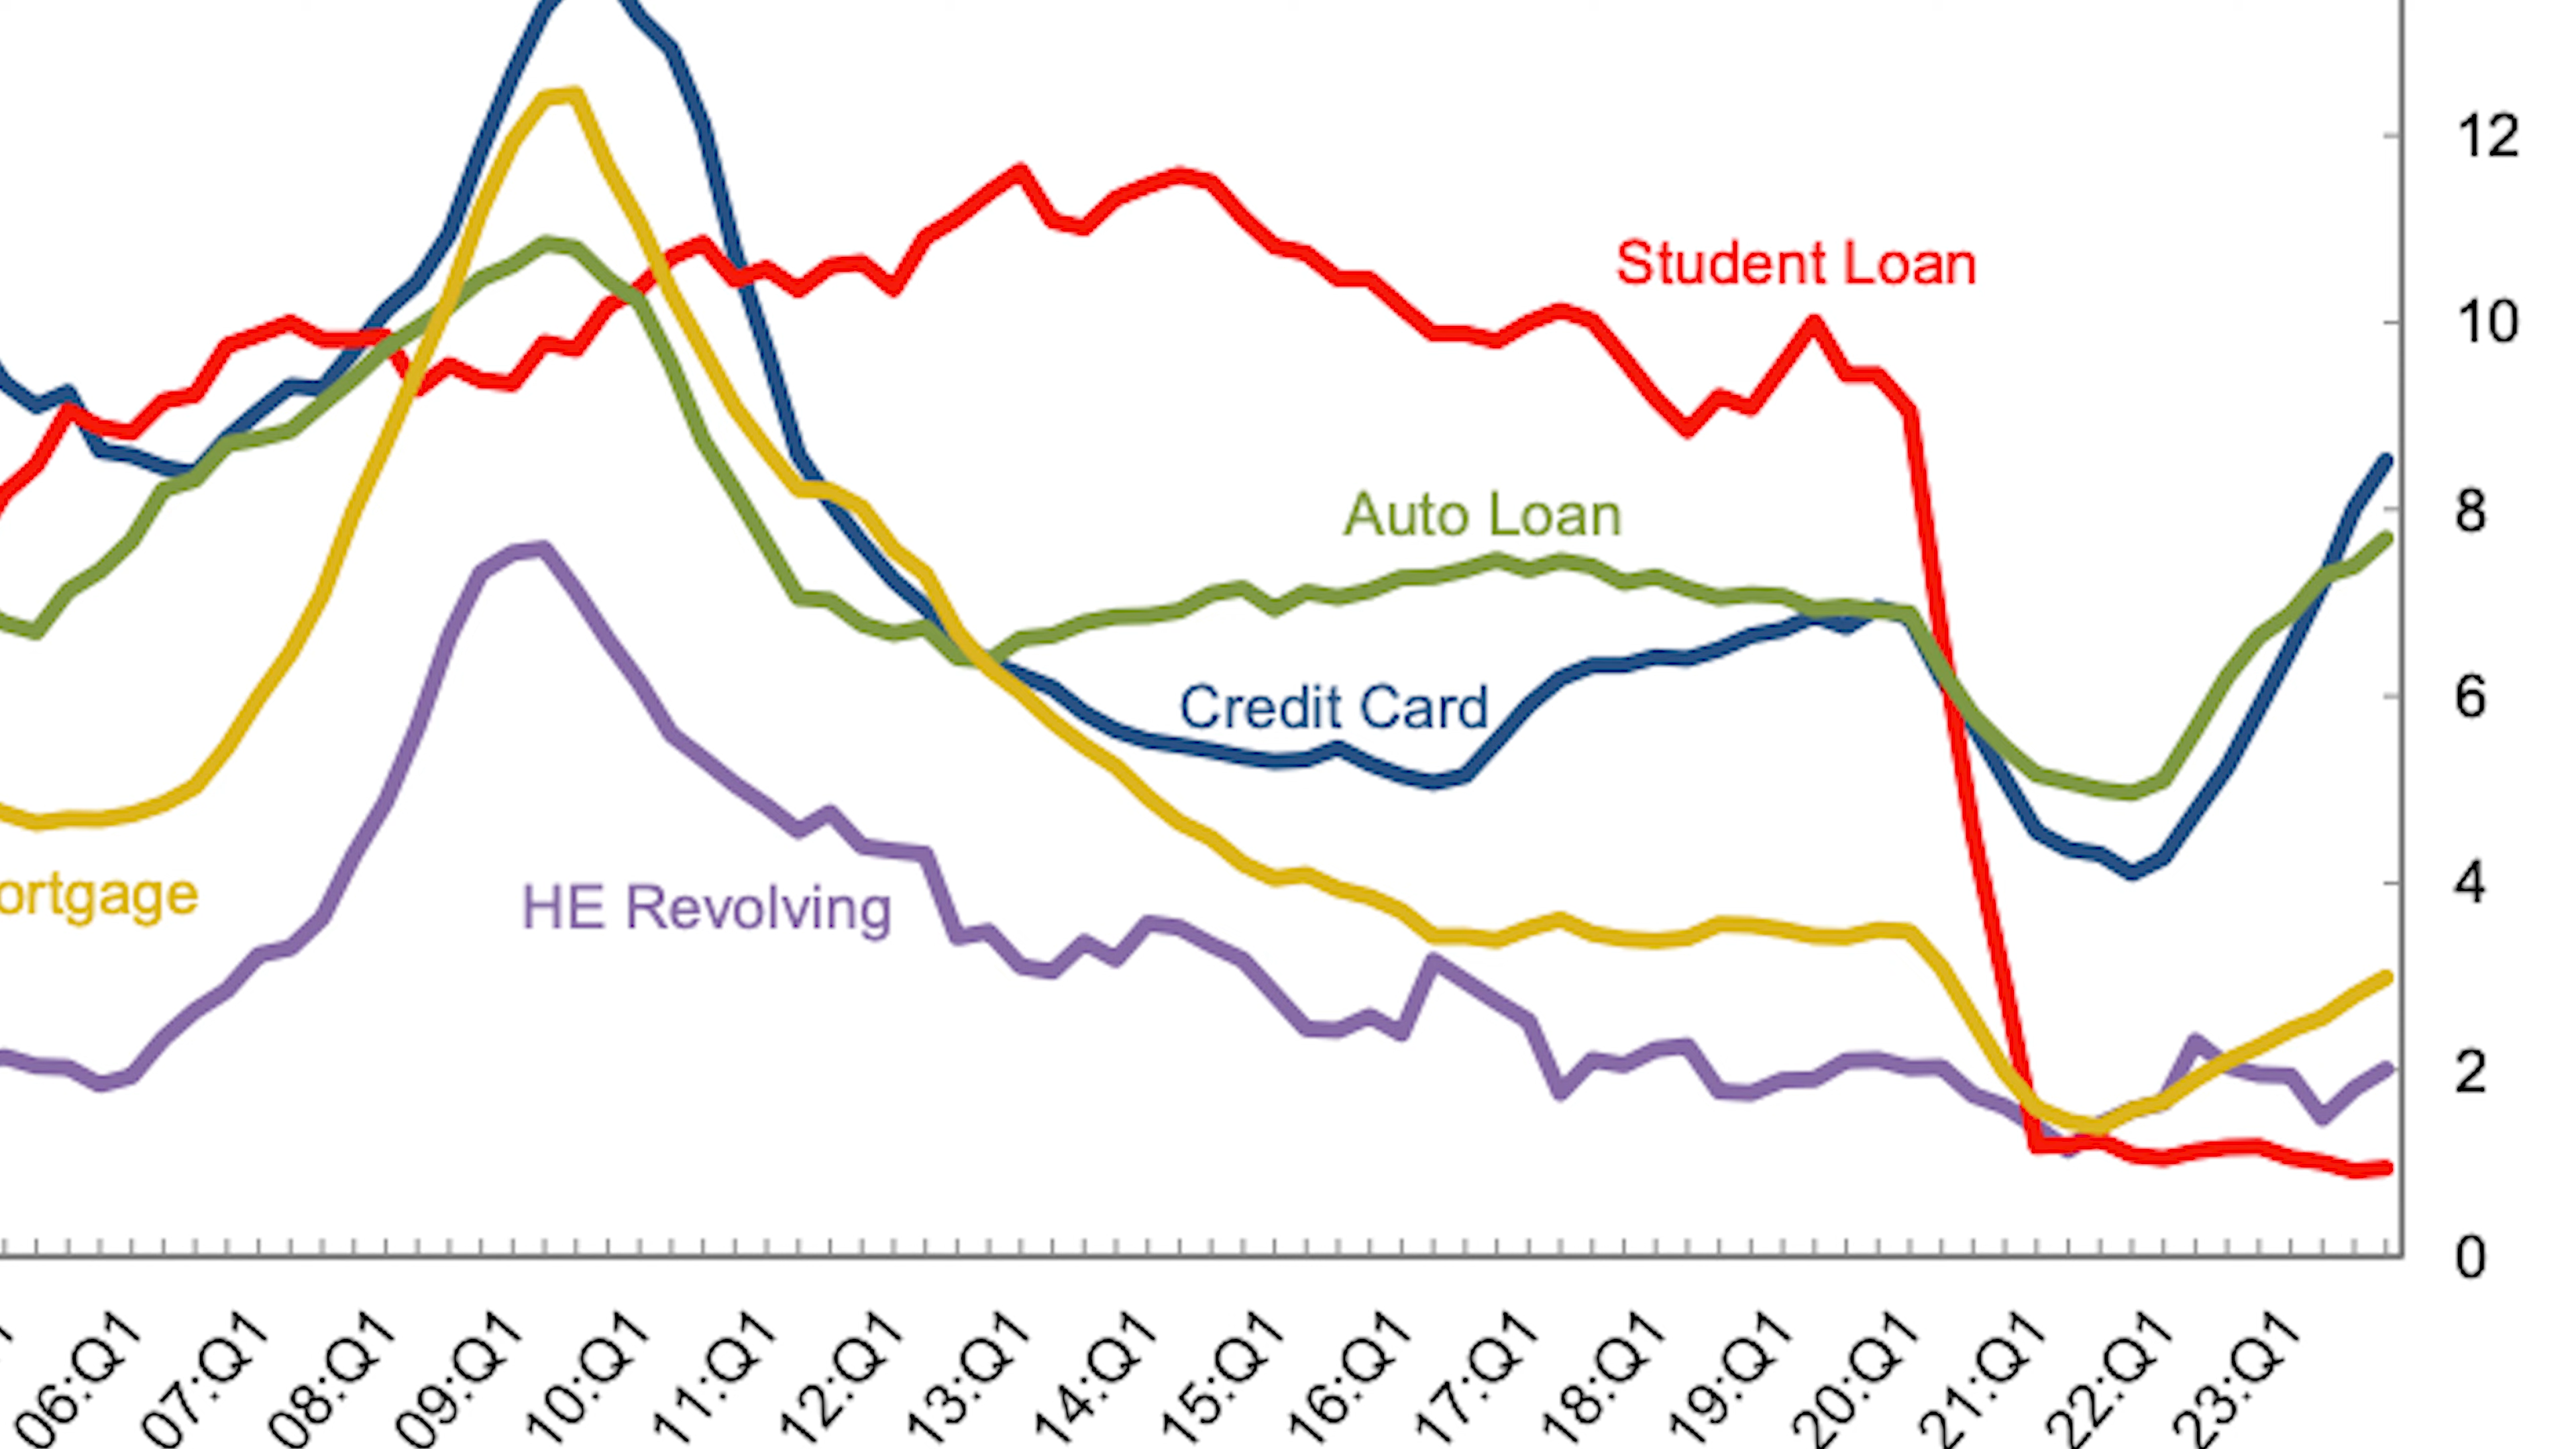 12
Student Loan
10
Auto Loan
8
Credit Card
6
ortgage
HE Revolving
4
2
0
1
06:Q1
07:Q1
08:Q1
09:Q1
10:Q1
11:Q1
12:Q1
13:Q1
14:Q1
15:Q1
16:Q1
17:Q1
18:Q1
19:Q1
20:Q1
21:Q1
22:Q1
23:Q1